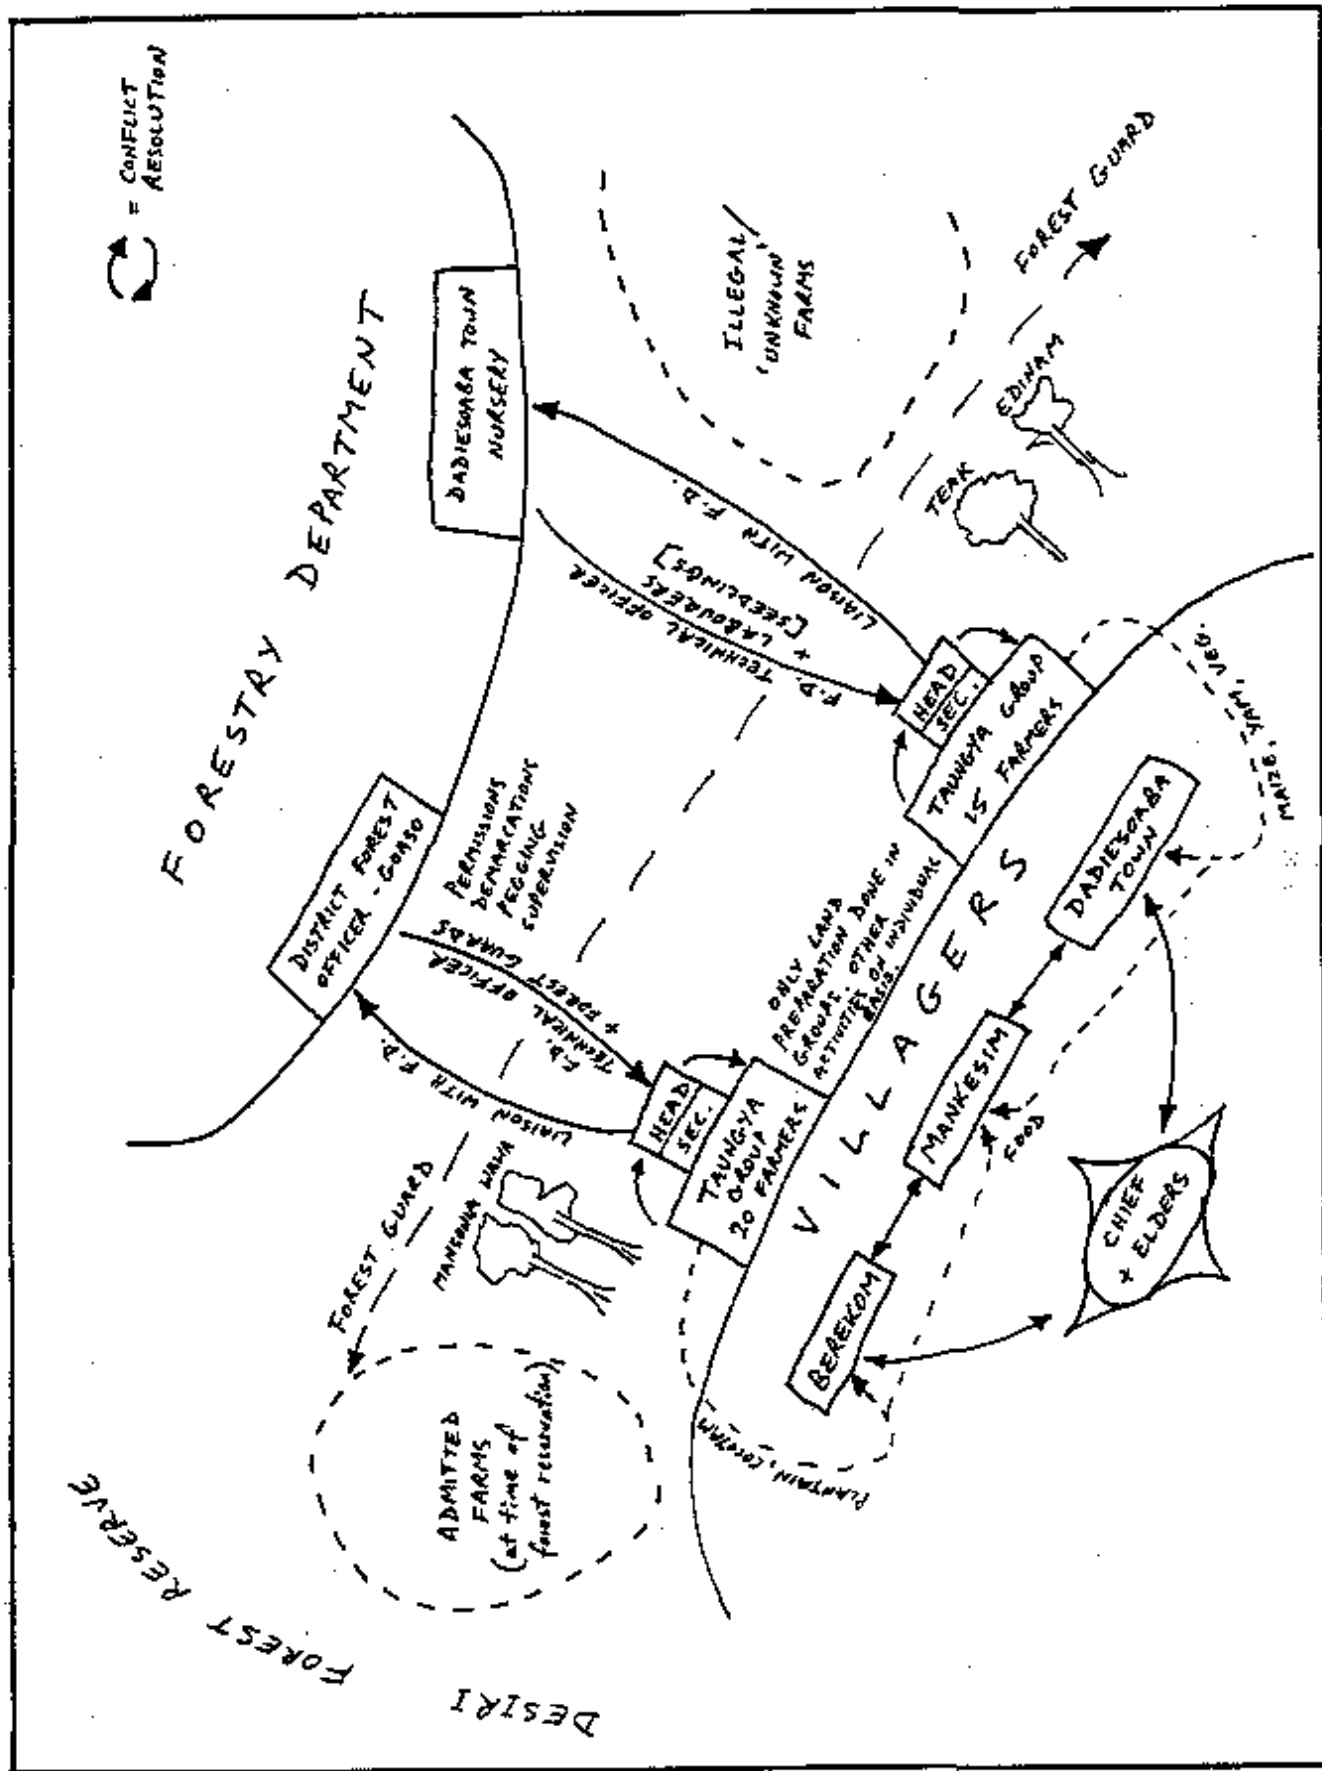 DESIRI FOREST RESERVE
FORESTRY DEPARTMENT
= CONFLICT
RESOLUTION
DISTRICT FOREST
OFFICER - GOASO
DADIESOABA TOWN
NURSERY
ADMITTED
FARMS
(at time of
forest reservation)
FOREST GUARD
MANSONIA WAWA
LIAISON WITH F.D.
F.D.
TECHNICAL OFFICER
+ FOREST GUARDS
PERMISSIONS
DEMARCATIONS
PEGGING
SUPERVISION
F.D. TECHNICAL OFFICER
+ LABOURERS
[SEEDLINGS]
LIAISON WITH F.D.
ILLEGAL/
'UNKNOWN'
FARMS
FOREST GUARD
TEAK
EDINAM
HEAD
SEC.
TAUNGYA
GROUP
20 FARMERS
ONLY LAND
PREPARATION DONE IN
GROUPS. OTHER
ACTIVITIES ON INDIVIDUAL
BASIS.
HEAD
SEC.
TAUNGYA GROUP
15 FARMERS
VILLAGERS
PLANTAIN, COCOYAM
BEREKOM
MANKESIM
DADIESOABA
TOWN
MAIZE, YAM, VEG.
FOOD
CHIEF
+ ELDERS